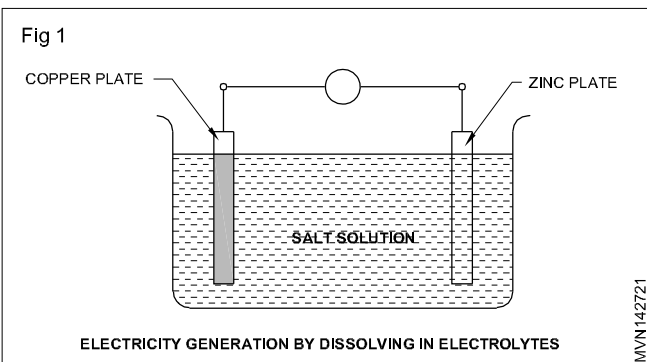 Fig 1
COPPER PLATE
ZINC PLATE
SALT SOLUTION
ELECTRICITY GENERATION BY DISSOLVING IN ELECTROLYTES
MVN142721